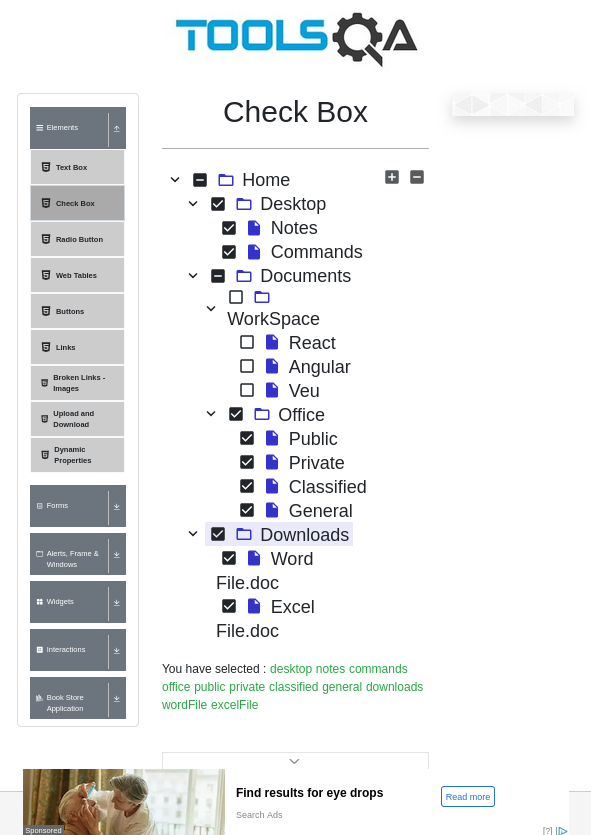 TOOLSQA
Elements
Text Box
Check Box
Radio Button
Web Tables
Buttons
Links
Broken Links -
Images
Upload and
Download
Dynamic
Properties
Forms
Alerts, Frame &
Windows
Widgets
Interactions
Book Store
Application
Check Box
Home
Desktop
Notes
Commands
Documents
WorkSpace
React
Angular
Veu
Office
Public
Private
Classified
General
Downloads
Word
File.doc
Excel
File.doc
You have selected : desktop notes commands
office public private classified general downloads
wordFile excelFile
Sponsored
Find results for eye drops
Search Ads
Read more
[?]